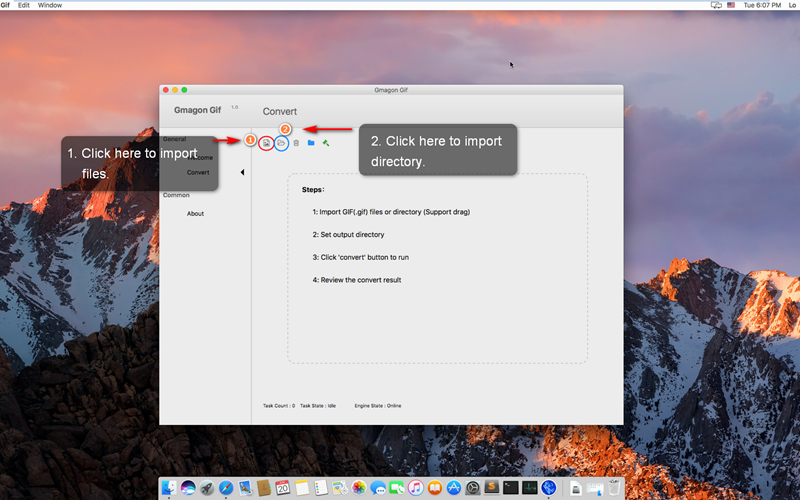 Gif Edit Window Tue 6:07 PM Lo
Gmagon Gif
Gmagon Gif 1.0
Convert
General
Convert
Common
About
1
2
1. Click here to import
files.
2. Click here to import
directory.
Steps:
1: Import GIF(.gif) files or directory (Support drag)
2: Set output directory
3: Click 'convert' button to run
4: Review the convert result
Task Count : 0 Task State : Idle Engine State : Online
20